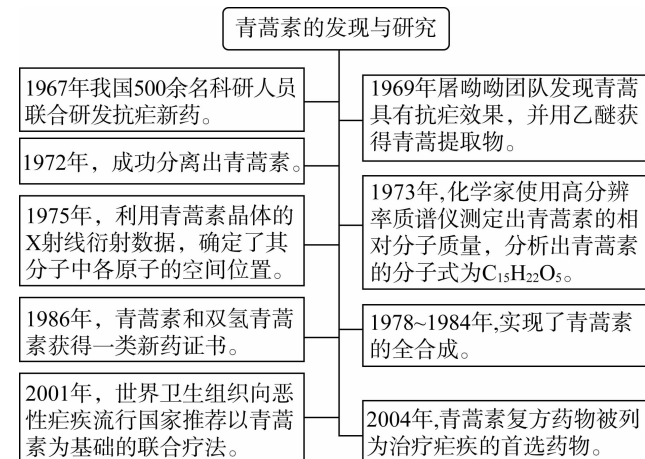 青蒿素的发现与研究
1967年我国500余名科研人员
联合研发抗疟新药。
1969年屠呦呦团队发现青蒿
具有抗疟效果，并用乙醚获
得青蒿提取物。
1972年，成功分离出青蒿素。
1973年,化学家使用高分辨
率质谱仪测定出青蒿素的相
对分子质量，分析出青蒿素
的分子式为C₁₅H₂₂O₅。
1975年，利用青蒿素晶体的
X射线衍射数据，确定了其
分子中各原子的空间位置。
1978~1984年,实现了青蒿素
的全合成。
1986年，青蒿素和双氢青蒿
素获得一类新药证书。
2001年，世界卫生组织向恶
性疟疾流行国家推荐以青蒿
素为基础的联合疗法。
2004年,青蒿素复方药物被列
为治疗疟疾的首选药物。